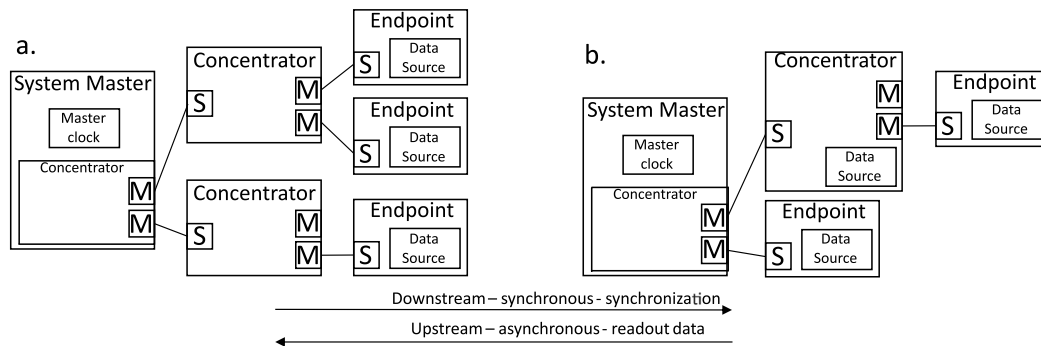 a.
System Master
Master
clock
Concentrator
M
M
Concentrator
S
M
M
Concentrator
S
M
M
Endpoint
S
Data
Source
Endpoint
S
Data
Source
Endpoint
S
Data
Source
b.
System Master
Master
clock
Concentrator
M
M
Concentrator
S
M
M
Data
Source
Endpoint
S
Data
Source
Endpoint
S
Data
Source
Downstream – synchronous - synchronization
Upstream – asynchronous - readout data